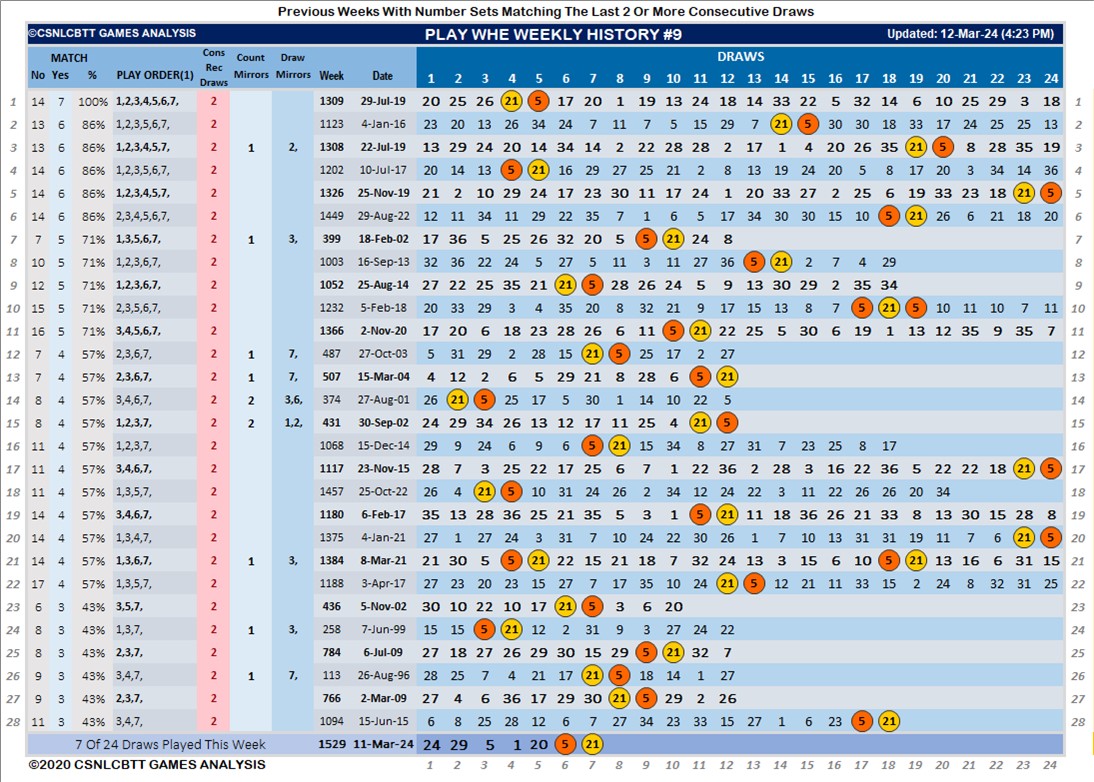 Previous Weeks With Number Sets Matching The Last 2 Or More Consecutive Draws
©CSNLCBTT GAMES ANALYSIS PLAY WHE WEEKLY HISTORY #9 Updated: 12-Mar-24 (4:23 PM)
MATCH Cons Rec Draws Count Mirrors Draw Mirrors DRAWS
No Yes % PLAY ORDER(1) Week Date 1 2 3 4 5 6 7 8 9 10 11 12 13 14 15 16 17 18 19 20 21 22 23 24
1 14 7 100% 1,2,3,4,5,6,7, 2 1309 29-Jul-19 20 25 26 21 5 17 20 1 19 13 24 18 14 33 22 5 32 14 6 10 25 29 3 18 1
2 13 6 86% 1,2,3,5,6,7, 2 1123 4-Jan-16 23 20 13 26 34 24 7 11 7 5 15 29 7 21 5 30 30 18 33 17 24 25 25 13 2
3 13 6 86% 1,2,3,4,5,7, 2 1 2, 1308 22-Jul-19 13 29 24 20 14 34 14 2 22 28 28 2 17 1 4 20 26 35 21 5 8 28 35 19 3
4 14 6 86% 1,2,3,5,6,7, 2 1202 10-Jul-17 20 14 13 5 21 16 29 27 25 21 2 8 13 19 24 20 5 8 17 20 3 34 14 36 4
5 14 6 86% 1,2,3,4,5,7, 2 1326 25-Nov-19 21 2 10 29 24 17 23 30 11 17 24 1 20 33 27 2 25 6 19 33 22 18 21 5 5
6 14 6 86% 2,3,4,5,6,7, 2 1449 29-Aug-22 12 11 34 11 29 22 35 7 1 6 5 17 34 30 30 15 10 5 21 26 6 21 18 20 6
7 7 5 71% 1,3,5,6,7, 2 1 3, 399 18-Feb-02 17 36 5 25 26 32 20 5 5 21 24 8 7
8 10 5 71% 1,2,3,6,7, 2 1003 16-Sep-13 32 36 22 24 5 27 5 11 3 11 27 36 5 21 2 7 4 29 8
9 12 5 71% 1,2,3,6,7, 2 1052 25-Aug-14 27 22 25 35 21 21 5 28 26 24 5 9 13 30 29 2 35 34 9
10 15 5 71% 2,3,5,6,7, 2 1232 5-Feb-18 20 33 29 3 4 35 20 8 32 21 9 17 15 13 8 7 5 21 5 10 11 10 7 11 10
11 16 5 71% 3,4,5,6,7, 2 1366 2-Nov-20 17 20 6 18 23 28 26 6 11 5 21 22 25 5 30 6 19 1 13 12 35 9 35 7 11
12 7 4 57% 2,3,6,7, 2 1 7, 487 27-Oct-03 5 31 29 2 28 15 21 5 25 17 2 27 12
13 7 4 57% 2,3,6,7, 2 1 7, 507 15-Mar-04 4 12 2 6 5 29 21 8 28 6 5 21 13
14 8 4 57% 3,4,6,7, 2 2 3,6, 374 27-Aug-01 26 21 5 25 17 5 30 1 14 10 22 5 14
15 8 4 57% 1,2,3,7, 2 2 1,2, 431 30-Sep-02 24 29 34 26 13 12 17 11 25 4 21 5 15
16 11 4 57% 1,2,3,7, 2 1068 15-Dec-14 29 9 24 6 9 6 5 21 15 34 8 27 31 7 23 25 8 17 16
17 11 4 57% 3,4,6,7, 2 1117 23-Nov-15 28 7 3 25 22 17 25 6 7 1 22 36 2 28 3 16 22 36 5 22 22 18 21 5 17
18 11 4 57% 1,3,5,7, 2 1457 25-Oct-22 26 4 21 5 10 31 24 26 2 34 12 24 22 3 11 22 26 26 20 34 18
19 14 4 57% 3,4,6,7, 2 1180 6-Feb-17 35 13 28 36 25 21 35 5 3 1 5 21 11 18 36 26 21 33 8 13 30 15 28 8 19
20 14 4 57% 1,3,4,7, 2 1375 4-Jan-21 27 1 27 24 3 31 7 10 24 22 30 26 1 7 10 13 31 31 19 11 7 6 21 5 20
21 14 4 57% 1,3,6,7, 2 1 3, 1384 8-Mar-21 21 30 5 5 21 22 15 21 18 7 32 24 13 3 15 6 10 5 21 13 16 6 31 15 21
22 17 4 57% 1,3,5,7, 2 1188 3-Apr-17 27 23 20 23 15 27 7 17 35 10 24 21 5 12 21 11 33 15 2 24 8 32 31 25 22
23 6 3 43% 3,5,7, 2 436 5-Nov-02 30 10 22 10 17 21 5 3 6 20 23
24 8 3 43% 1,3,7, 2 1 3, 258 7-Jun-99 15 15 5 21 12 2 31 9 3 27 24 22 24
25 8 3 43% 2,3,7, 2 784 6-Jul-09 27 18 27 26 29 30 15 29 5 21 32 7 25
26 9 3 43% 3,4,7, 2 1 7, 113 26-Aug-96 28 25 7 4 21 17 21 5 18 14 1 27 26
27 9 3 43% 2,3,7, 2 766 2-Mar-09 27 4 6 36 17 29 30 21 5 29 2 26 27
28 11 3 43% 3,4,7, 2 1094 15-Jun-15 6 8 28 12 6 7 27 34 23 33 15 27 1 6 23 5 21 28
7 Of 24 Draws Played This Week 1529 11-Mar-24 24 29 5 1 20 5 21
©2020 CSNLCBTT GAMES ANALYSIS 1 2 3 4 5 6 7 8 9 10 11 12 13 14 15 16 17 18 19 20 21 22 23 24